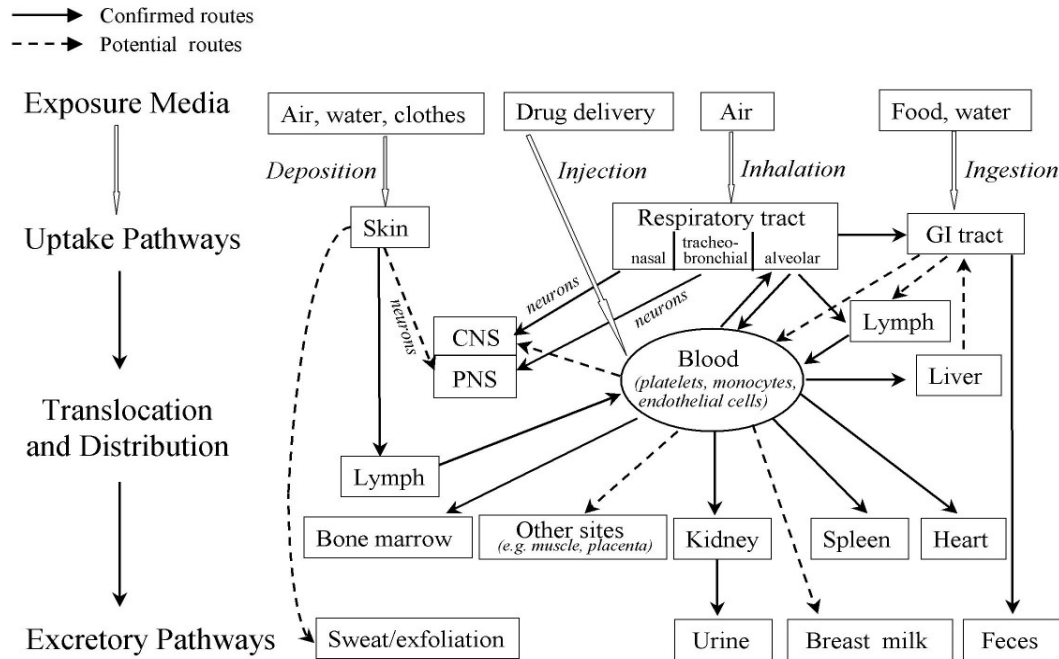 Confirmed routes
Potential routes
Exposure Media
Air, water, clothes
Drug delivery
Air
Food, water
Deposition
Injection
Inhalation
Ingestion
Uptake Pathways
Skin
Respiratory tract
nasal
tracheo-
bronchial
alveolar
GI tract
neurons
neurons
neurons
CNS
PNS
Lymph
Blood
(platelets, monocytes,
endothelial cells)
Liver
Translocation
and Distribution
Lymph
Bone marrow
Other sites
(e.g. muscle, placenta)
Kidney
Spleen
Heart
Excretory Pathways
Sweat/exfoliation
Urine
Breast milk
Feces